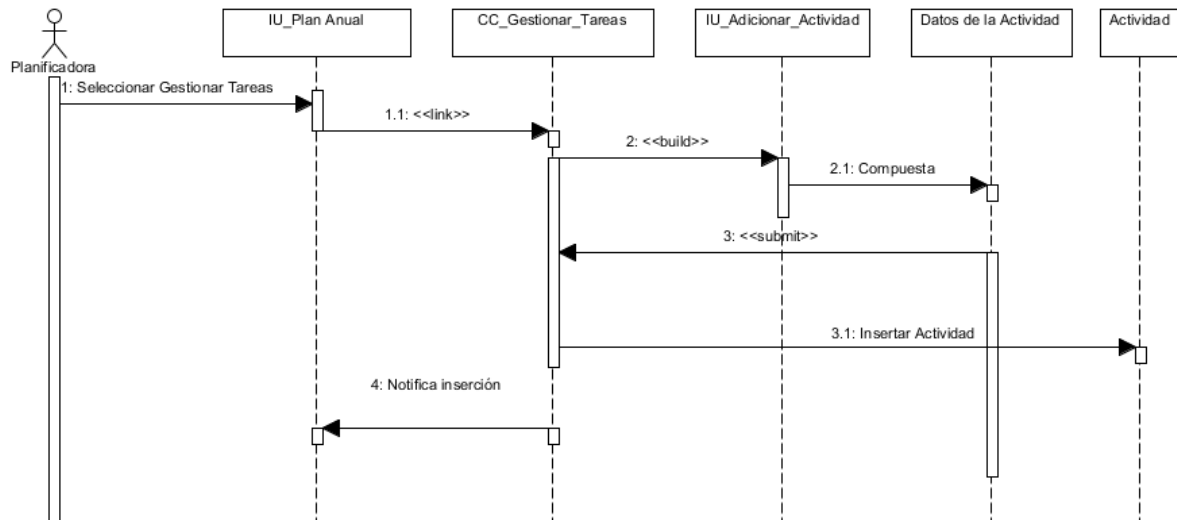 IU_Plan Anual
CC_Gestionar_Tareas
IU_Adicionar_Actividad
Datos de la Actividad
Actividad
Planificadora
1: Seleccionar Gestionar Tareas
1.1: <<link>>
2: <<build>>
2.1: Compuesta
3: <<submit>>
3.1: Insertar Actividad
4: Notifica inserción